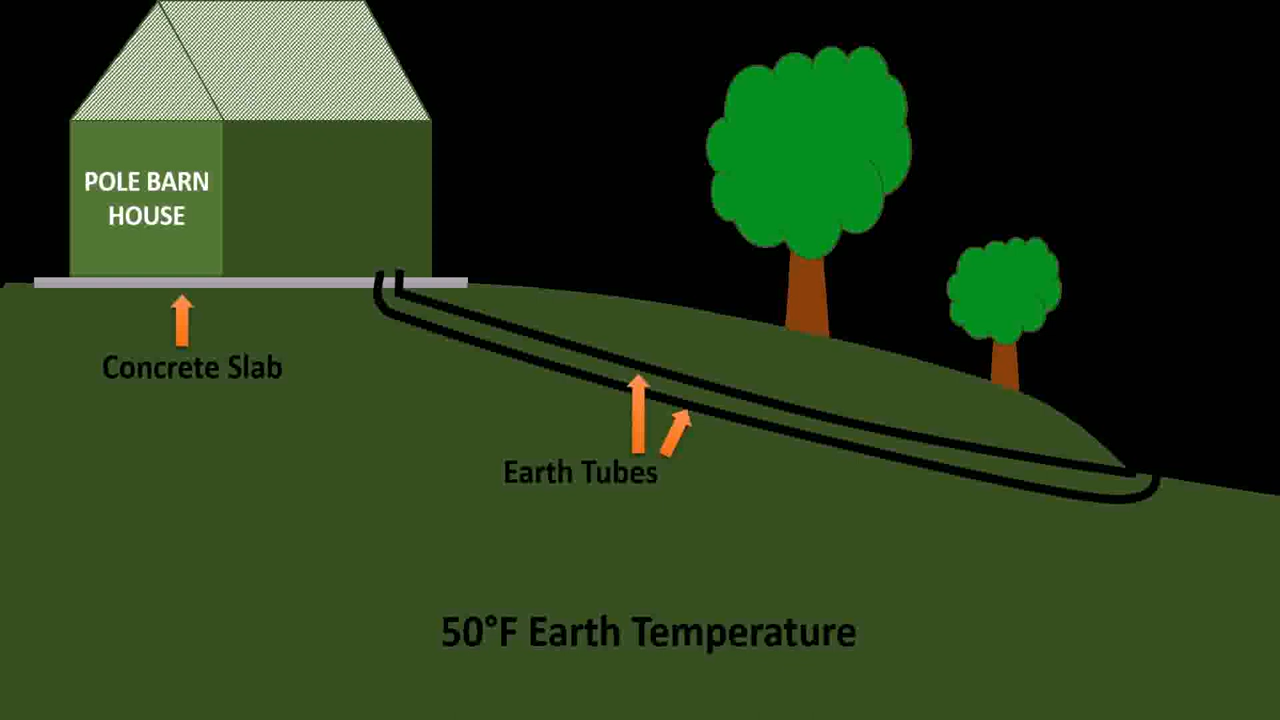 POLE BARN
HOUSE
Concrete Slab
Earth Tubes
50°F Earth Temperature